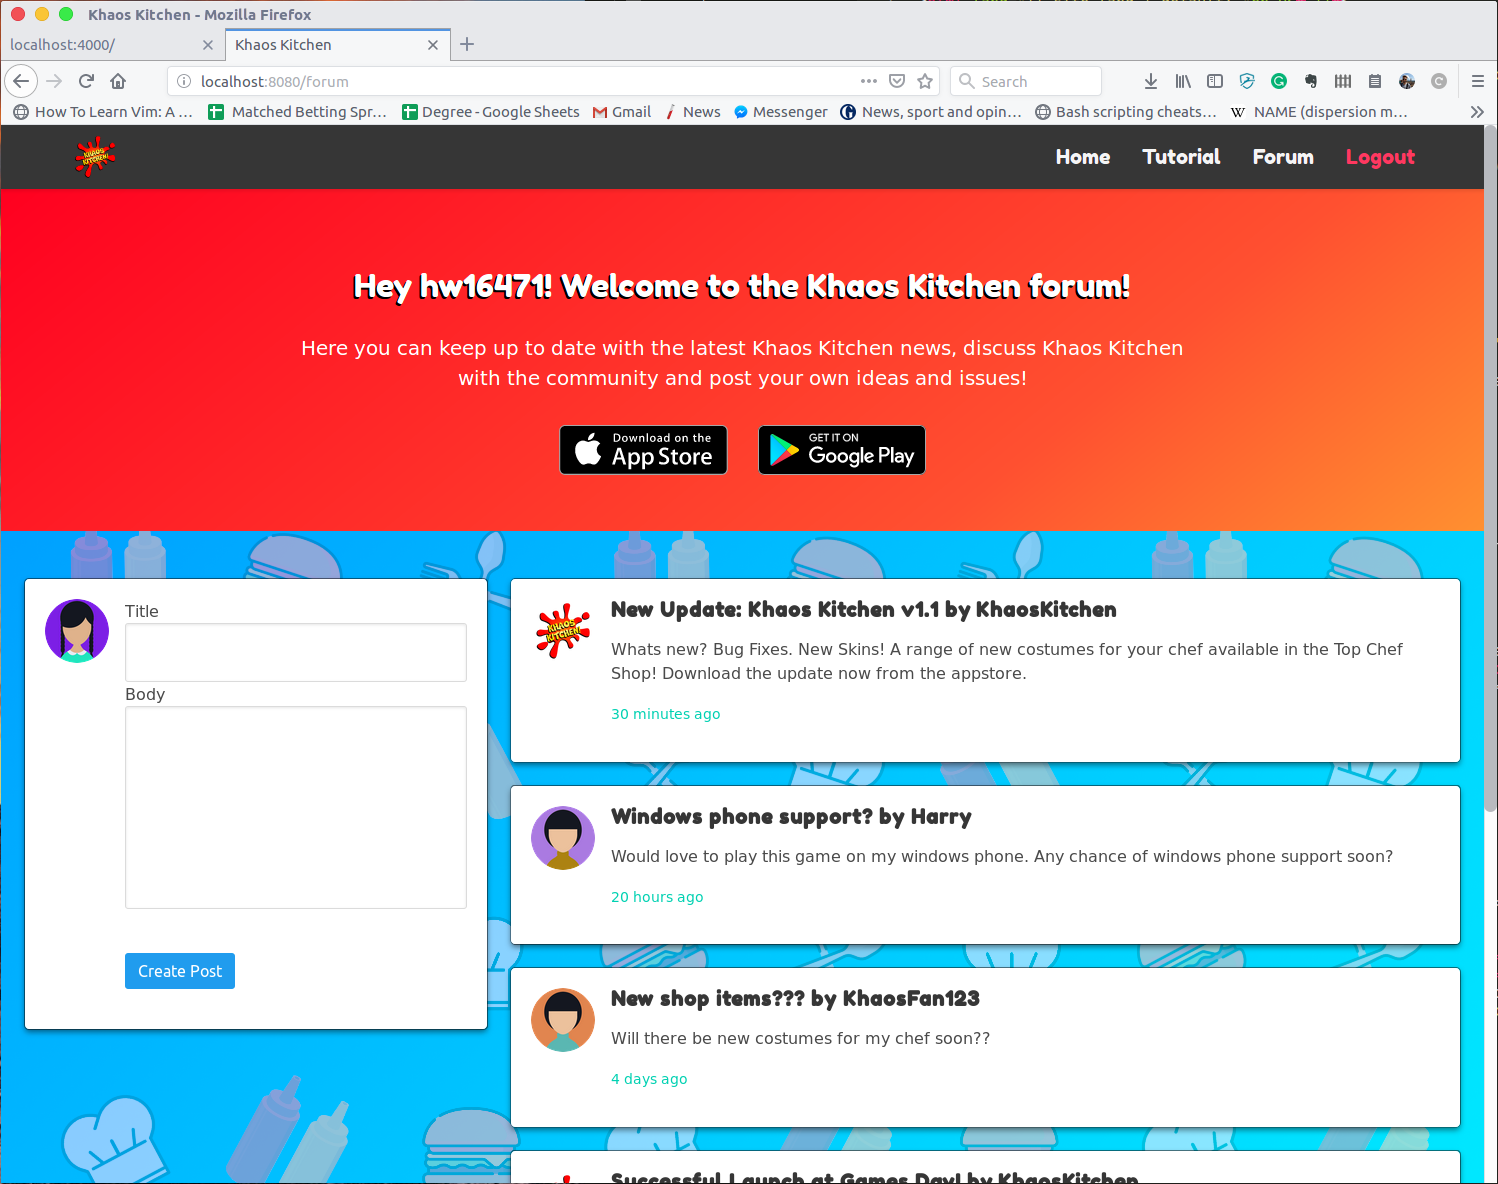 Khaos Kitchen - Mozilla Firefox
localhost:4000/
Khaos Kitchen
localhost:8080/forum
Search
How To Learn Vim: A ...
Matched Betting Spr...
Degree - Google Sheets
Gmail
News
Messenger
News, sport and opin...
Bash scripting cheats...
W NAME (dispersion m...
KHAOS KITCHEN!
Home
Tutorial
Forum
Logout
Hey hw16471! Welcome to the Khaos Kitchen forum!
Here you can keep up to date with the latest Khaos Kitchen news, discuss Khaos Kitchen
with the community and post your own ideas and issues!
Download on the
App Store
GET IT ON
Google Play
Title
Body
Create Post
KHAOS KITCHEN!
New Update: Khaos Kitchen v1.1 by KhaosKitchen
Whats new? Bug Fixes. New Skins! A range of new costumes for your chef available in the Top Chef
Shop! Download the update now from the appstore.
30 minutes ago
Windows phone support? by Harry
Would love to play this game on my windows phone. Any chance of windows phone support soon?
20 hours ago
New shop items??? by KhaosFan123
Will there be new costumes for my chef soon??
4 days ago
Successful Launch at Games Day! by KhaosKitchen